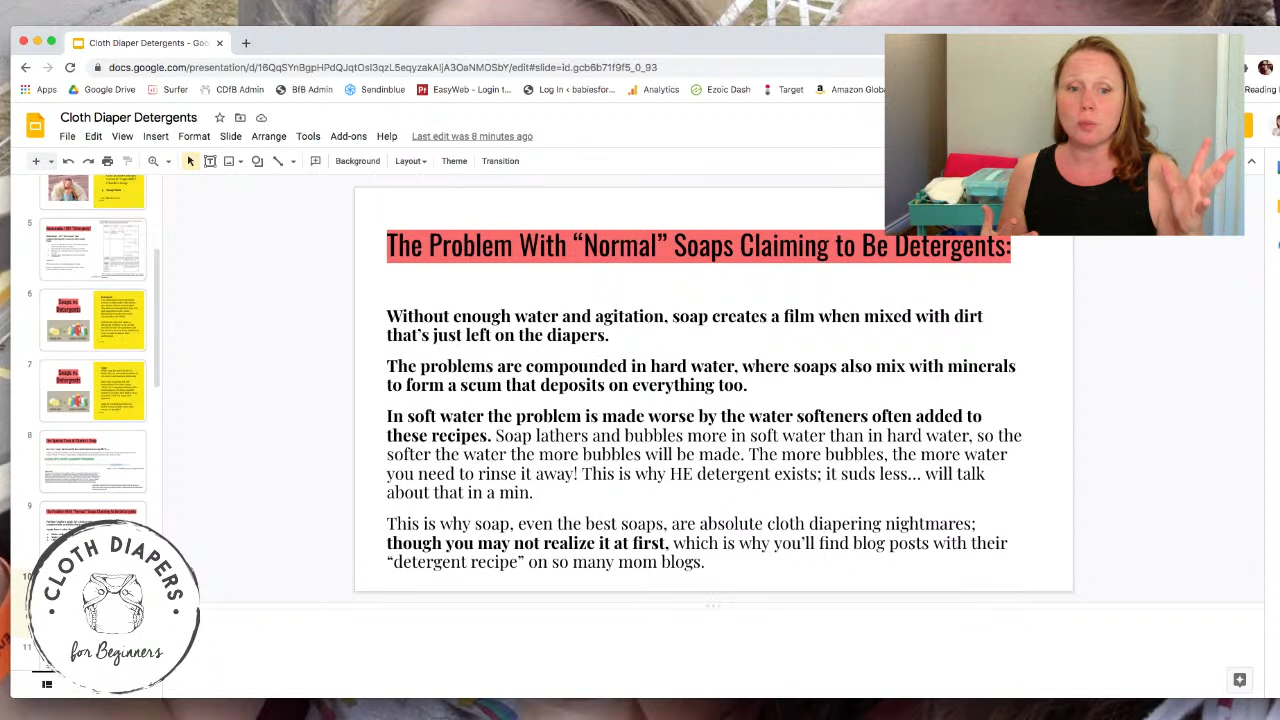 Cloth Diaper Detergents - Goo
docs.google.com/presentation/d/
Apps
Google Drive
Surfer
CDfB Admin
BfB Admin
EasyWeb - Login t...
Log In ‹ babiesfor...
Analytics
Ezoic Dash
Target
Amazon Global
Reading
Cloth Diaper Detergents
File Edit View Insert Format Slide Arrange Tools Add-ons Help Last edit was 8 minutes ago
Background Layout Theme Transition
The Problem With “Normal” Soaps Claiming to Be Detergents:
Without enough water and agitation, soap creates a film when mixed with dirt
that’s just left on the diapers.
The problems are compounded in hard water, where soaps also mix with minerals
to form a scum that deposits on everything too.
In soft water the problem is made worse by the water softeners often added to
these recipes. Soap lathers and bubbles more in soft water than in hard water, so the
softer the water, the more bubbles will be made. The more bubbles, the more water
you need to rinse it away! This is why HE detergent exists, it suds less… will talk
about that in a min.
This is why soap, even the best soaps, are absolute cloth diapering nightmares;
though you may not realize it at first, which is why you’ll find blog posts with their
“detergent recipe” on so many mom blogs.
5
6
Soaps vs
Detergents
7
Soaps vs
Detergents
8
9
10
11
CLOTH DIAPERS
for Beginners